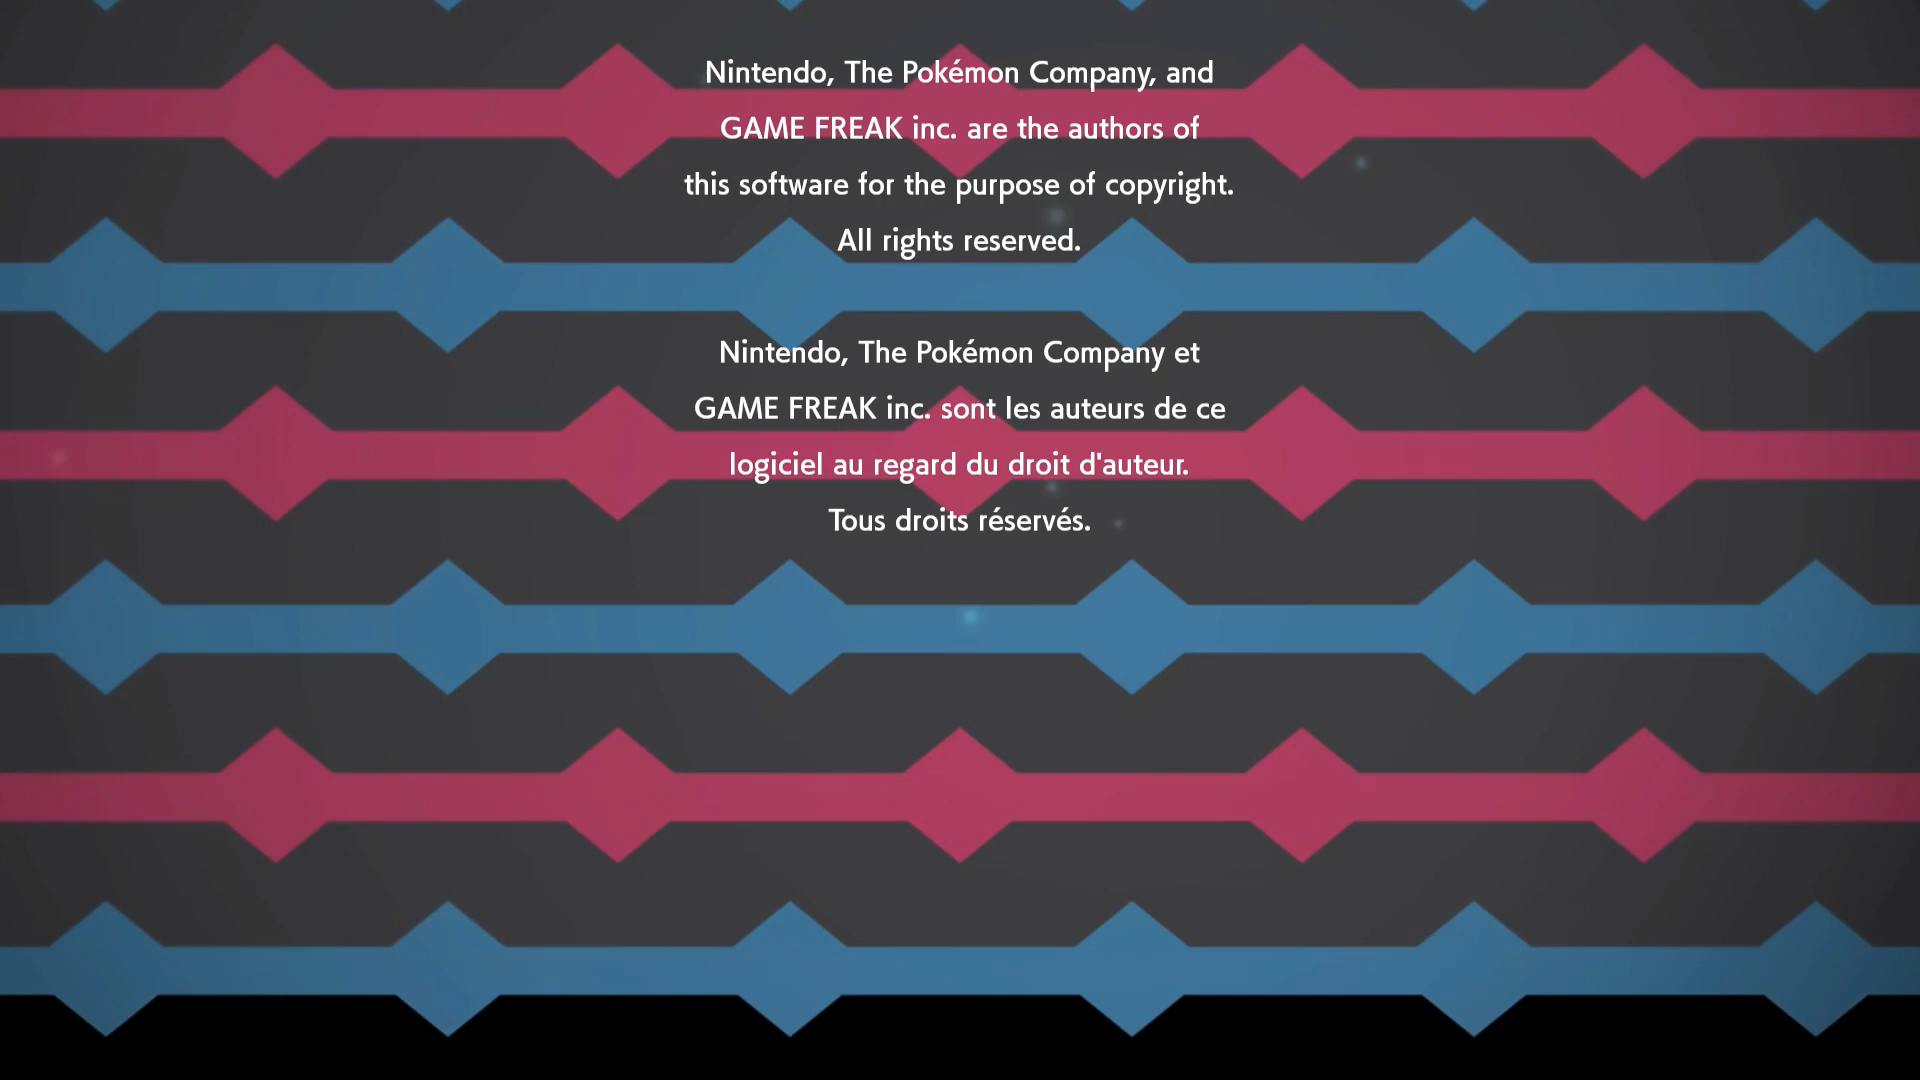 Nintendo, The Pokémon Company, and
GAME FREAK inc. are the authors of
this software for the purpose of copyright.
All rights reserved.
Nintendo, The Pokémon Company et
GAME FREAK inc. sont les auteurs de ce
logiciel au regard du droit d'auteur.
Tous droits réservés.